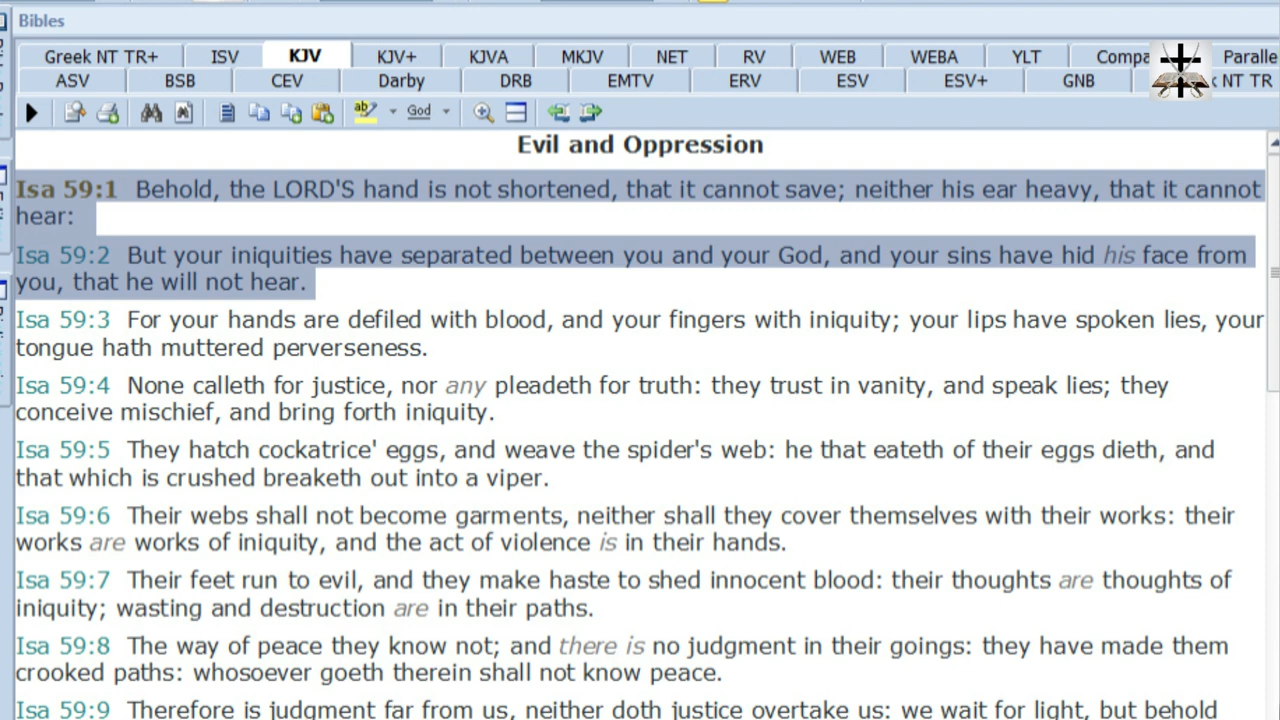 Bibles
Greek NT TR+ ISV KJV KJV+ KJVA MKJV NET RV WEB WEBA YLT Compa Paralle
ASV BSB CEV Darby DRB EMTV ERV ESV ESV+ GNB k NT TR
ab God
Evil and Oppression
Isa 59:1 Behold, the LORD'S hand is not shortened, that it cannot save; neither his ear heavy, that it cannot
hear:
Isa 59:2 But your iniquities have separated between you and your God, and your sins have hid his face from
you, that he will not hear.
Isa 59:3 For your hands are defiled with blood, and your fingers with iniquity; your lips have spoken lies, your
tongue hath muttered perverseness.
Isa 59:4 None calleth for justice, nor any pleadeth for truth: they trust in vanity, and speak lies; they
conceive mischief, and bring forth iniquity.
Isa 59:5 They hatch cockatrice' eggs, and weave the spider's web: he that eateth of their eggs dieth, and
that which is crushed breaketh out into a viper.
Isa 59:6 Their webs shall not become garments, neither shall they cover themselves with their works: their
works are works of iniquity, and the act of violence is in their hands.
Isa 59:7 Their feet run to evil, and they make haste to shed innocent blood: their thoughts are thoughts of
iniquity; wasting and destruction are in their paths.
Isa 59:8 The way of peace they know not; and there is no judgment in their goings: they have made them
crooked paths: whosoever goeth therein shall not know peace.
Isa 59:9 Therefore is judgment far from us, neither doth justice overtake us: we wait for light, but behold